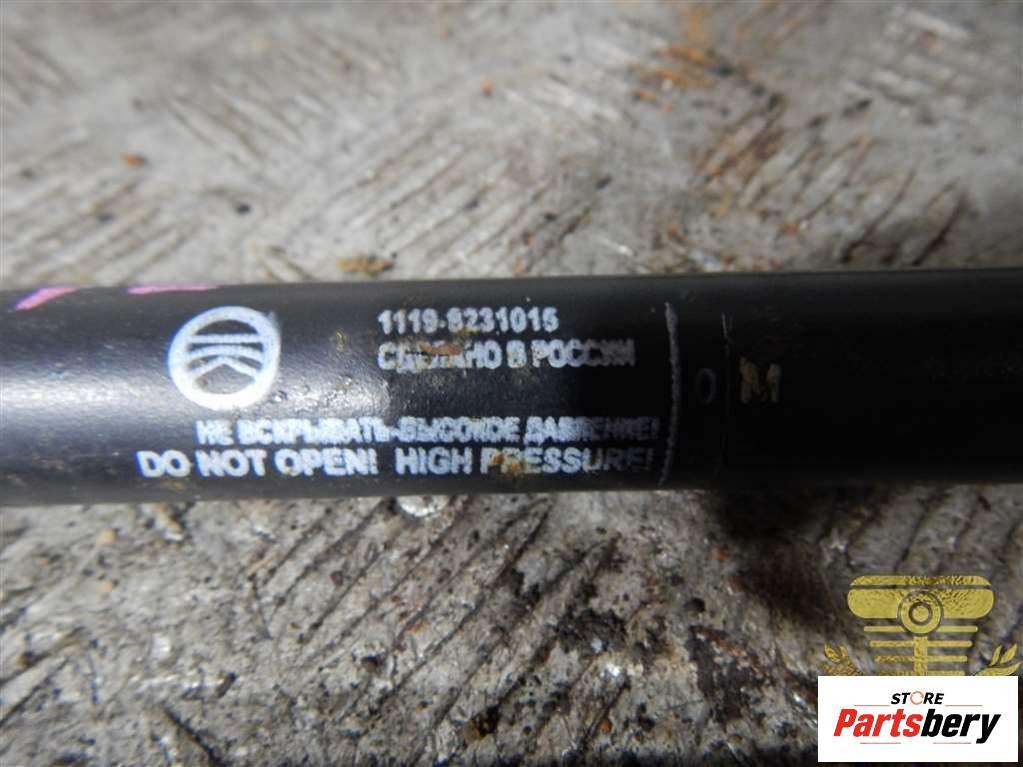 1119-8231015
СДЕЛАНО В РОССИИ
О М
НЕ ВСКРЫВАТЬ-ВЫСОКОЕ ДАВЛЕНИЕ!
DO NOT OPEN! HIGH PRESSURE!
STORE
Partsbery